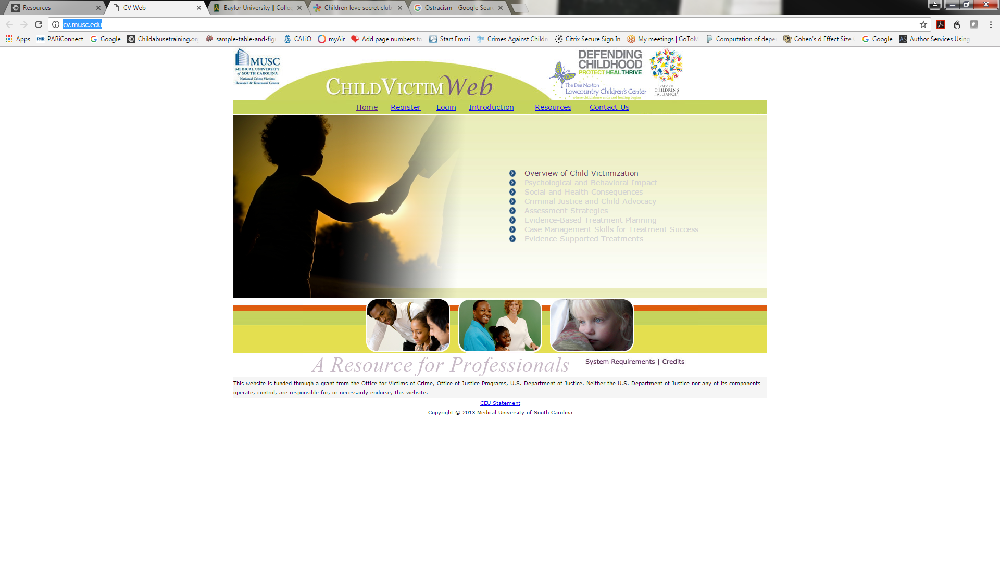 Resources
CV Web
Baylor University || Colleg
Children love secret club
Ostracism - Google Sear
cv.musc.edu
Apps
PAR PARiConnect
Google
Childabusetraining.org
sample-table-and-figu
CALiO
myAir
Add page numbers to
Start Emmi
Crimes Against Childr
Citrix Secure Sign In
My meetings | GoToM
Computation of depe
Cohen's d Effect Size
Google
AS Author Services Using
MUSC
MEDICAL UNIVERSITY
of SOUTH CAROLINA
National Crime Victims
Research & Treatment Center
CHILDVICTIMWeb
DEFENDING
CHILDHOOD
PROTECT HEAL THRIVE
The Dee Norton
Lowcountry Children's Center
where child abuse ends and healing begins
NATIONAL
CHILDREN'S
ALLIANCE®
Home Register Login Introduction Resources Contact Us
Overview of Child Victimization
Psychological and Behavioral Impact
Social and Health Consequences
Criminal Justice and Child Advocacy
Assessment Strategies
Evidence-Based Treatment Planning
Case Management Skills for Treatment Success
Evidence-Supported Treatments
A Resource for Professionals
System Requirements | Credits
This website is funded through a grant from the Office for Victims of Crime, Office of Justice Programs, U.S. Department of Justice. Neither the U.S. Department of Justice nor any of its components
operate, control, are responsible for, or necessarily endorse, this website.
CEU Statement
Copyright © 2013 Medical University of South Carolina